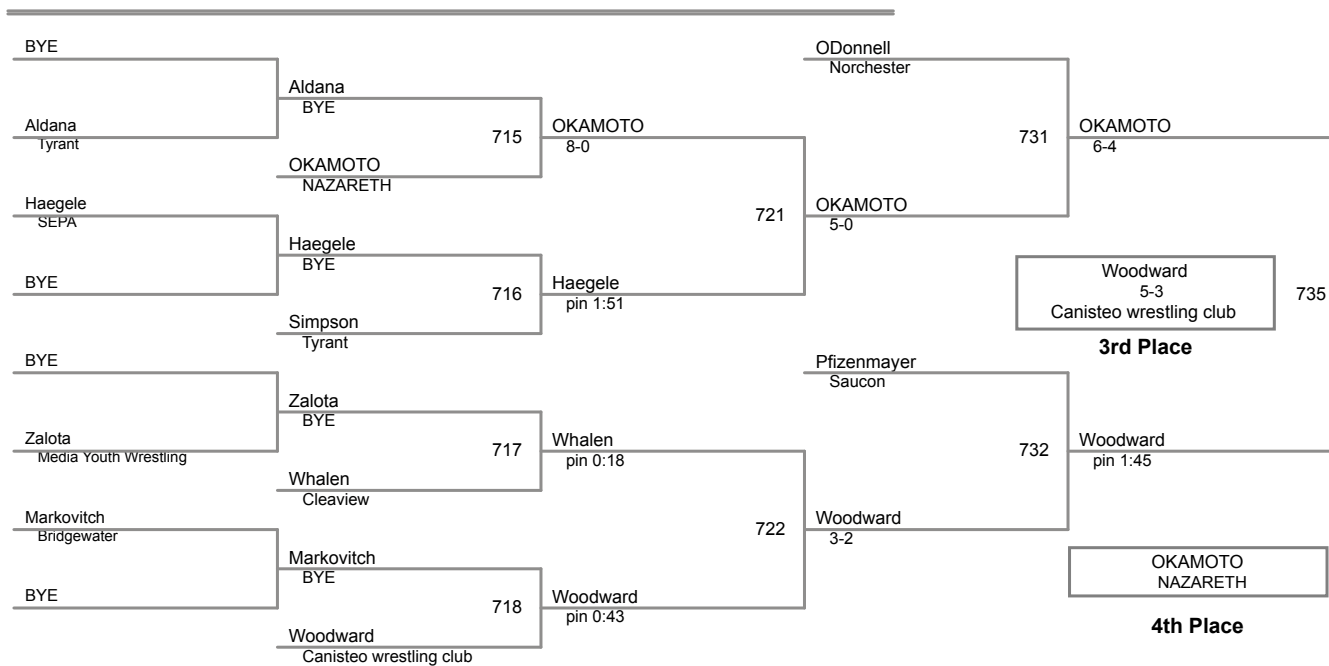 BYE
Aldana
Tyrant
Haegele
SEPA
BYE
BYE
Zalota
Media Youth Wrestling
Markovitch
Bridgewater
BYE
Aldana
BYE
OKAMOTO
NAZARETH
Haegele
BYE
Simpson
Tyrant
Zalota
BYE
Whalen
Cleaview
Markovitch
BYE
Woodward
Canisteo wrestling club
715
716
717
718
OKAMOTO
8-0
Haegele
pin 1:51
Whalen
pin 0:18
Woodward
pin 0:43
721
722
ODonnell
Norchester
OKAMOTO
5-0
Pfizenmayer
Saucon
Woodward
3-2
731
732
OKAMOTO
6-4
Woodward
pin 1:45
Woodward
5-3
Canisteo wrestling club
735
3rd Place
OKAMOTO
NAZARETH
4th Place